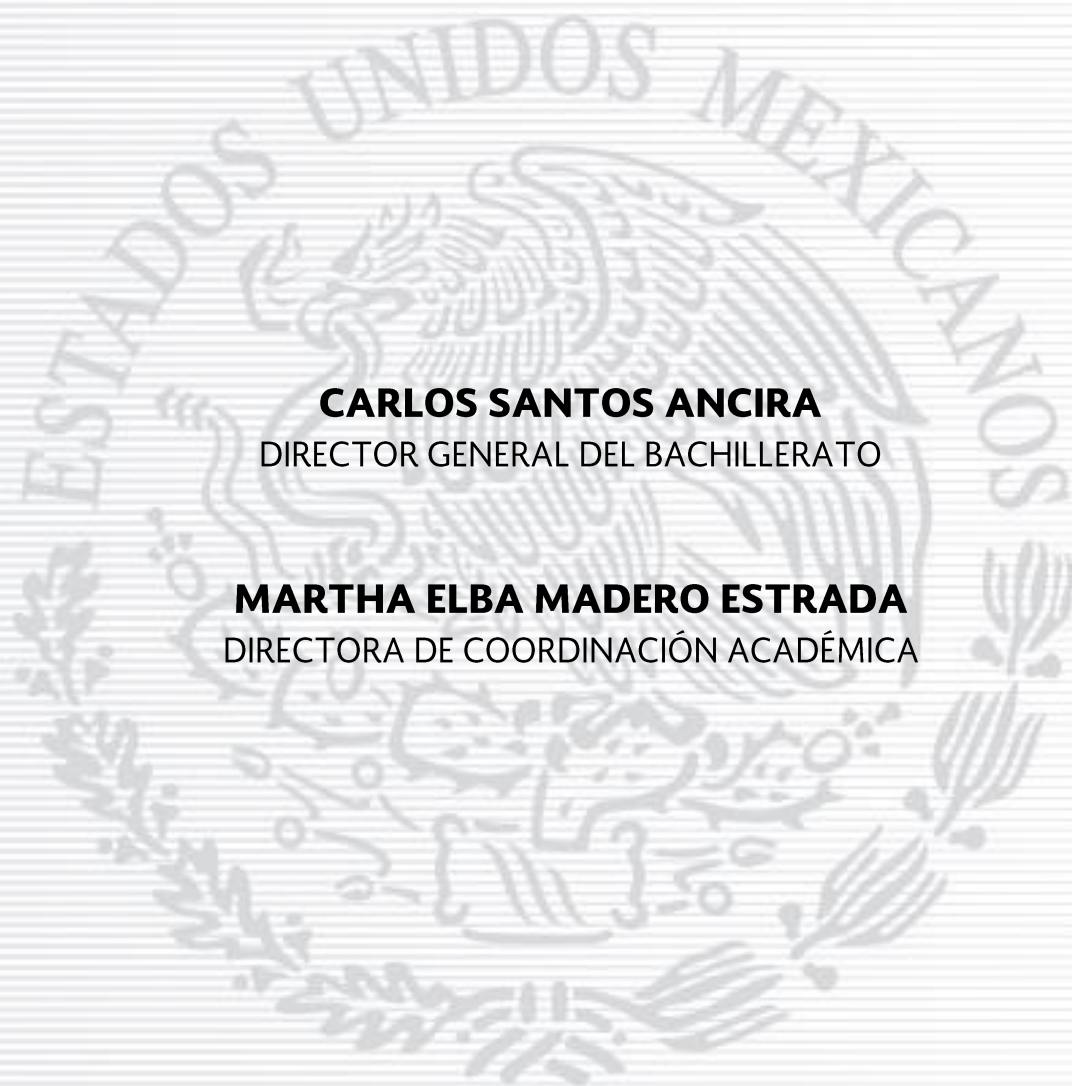 ESTADOS UNIDOS MEXICANOS
CARLOS SANTOS ANCIRA
DIRECTOR GENERAL DEL BACHILLERATO
MARTHA ELBA MADERO ESTRADA
DIRECTORA DE COORDINACIÓN ACADÉMICA